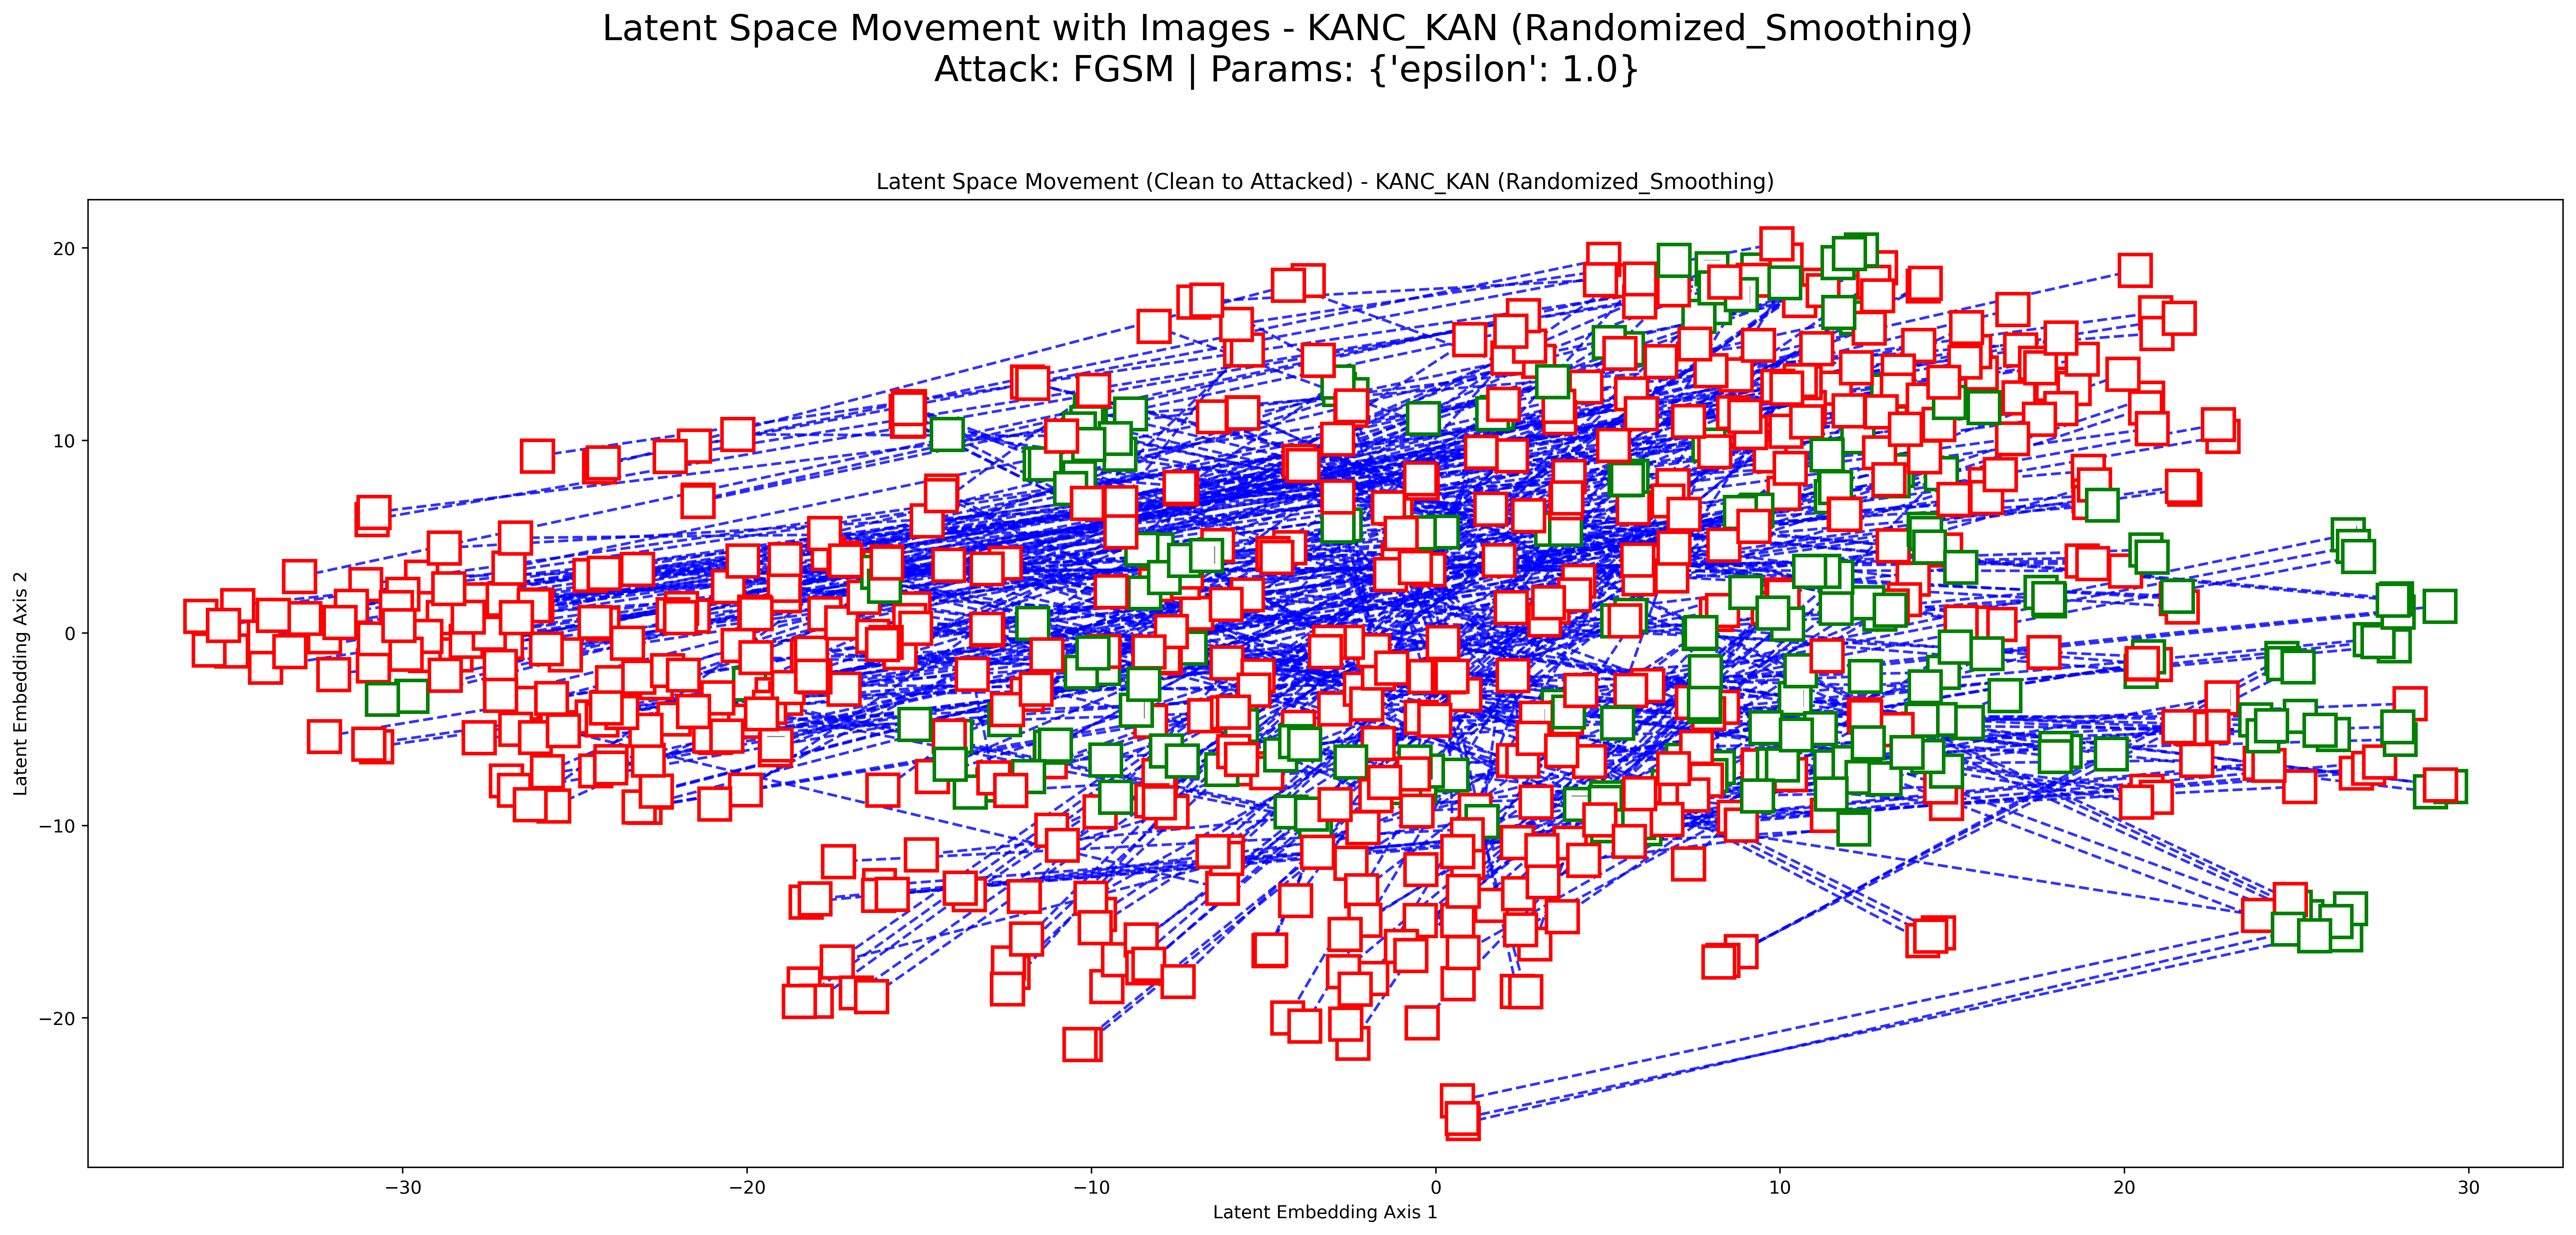 Latent Space Movement with Images - KANC_KAN (Randomized_Smoothing)
Attack: FGSM | Params: {'epsilon': 1.0}
Latent Space Movement (Clean to Attacked) - KANC_KAN (Randomized_Smoothing)
Latent Embedding Axis 2
20
10
0
−10
−20
−30
−20
−10
0
10
20
30
Latent Embedding Axis 1